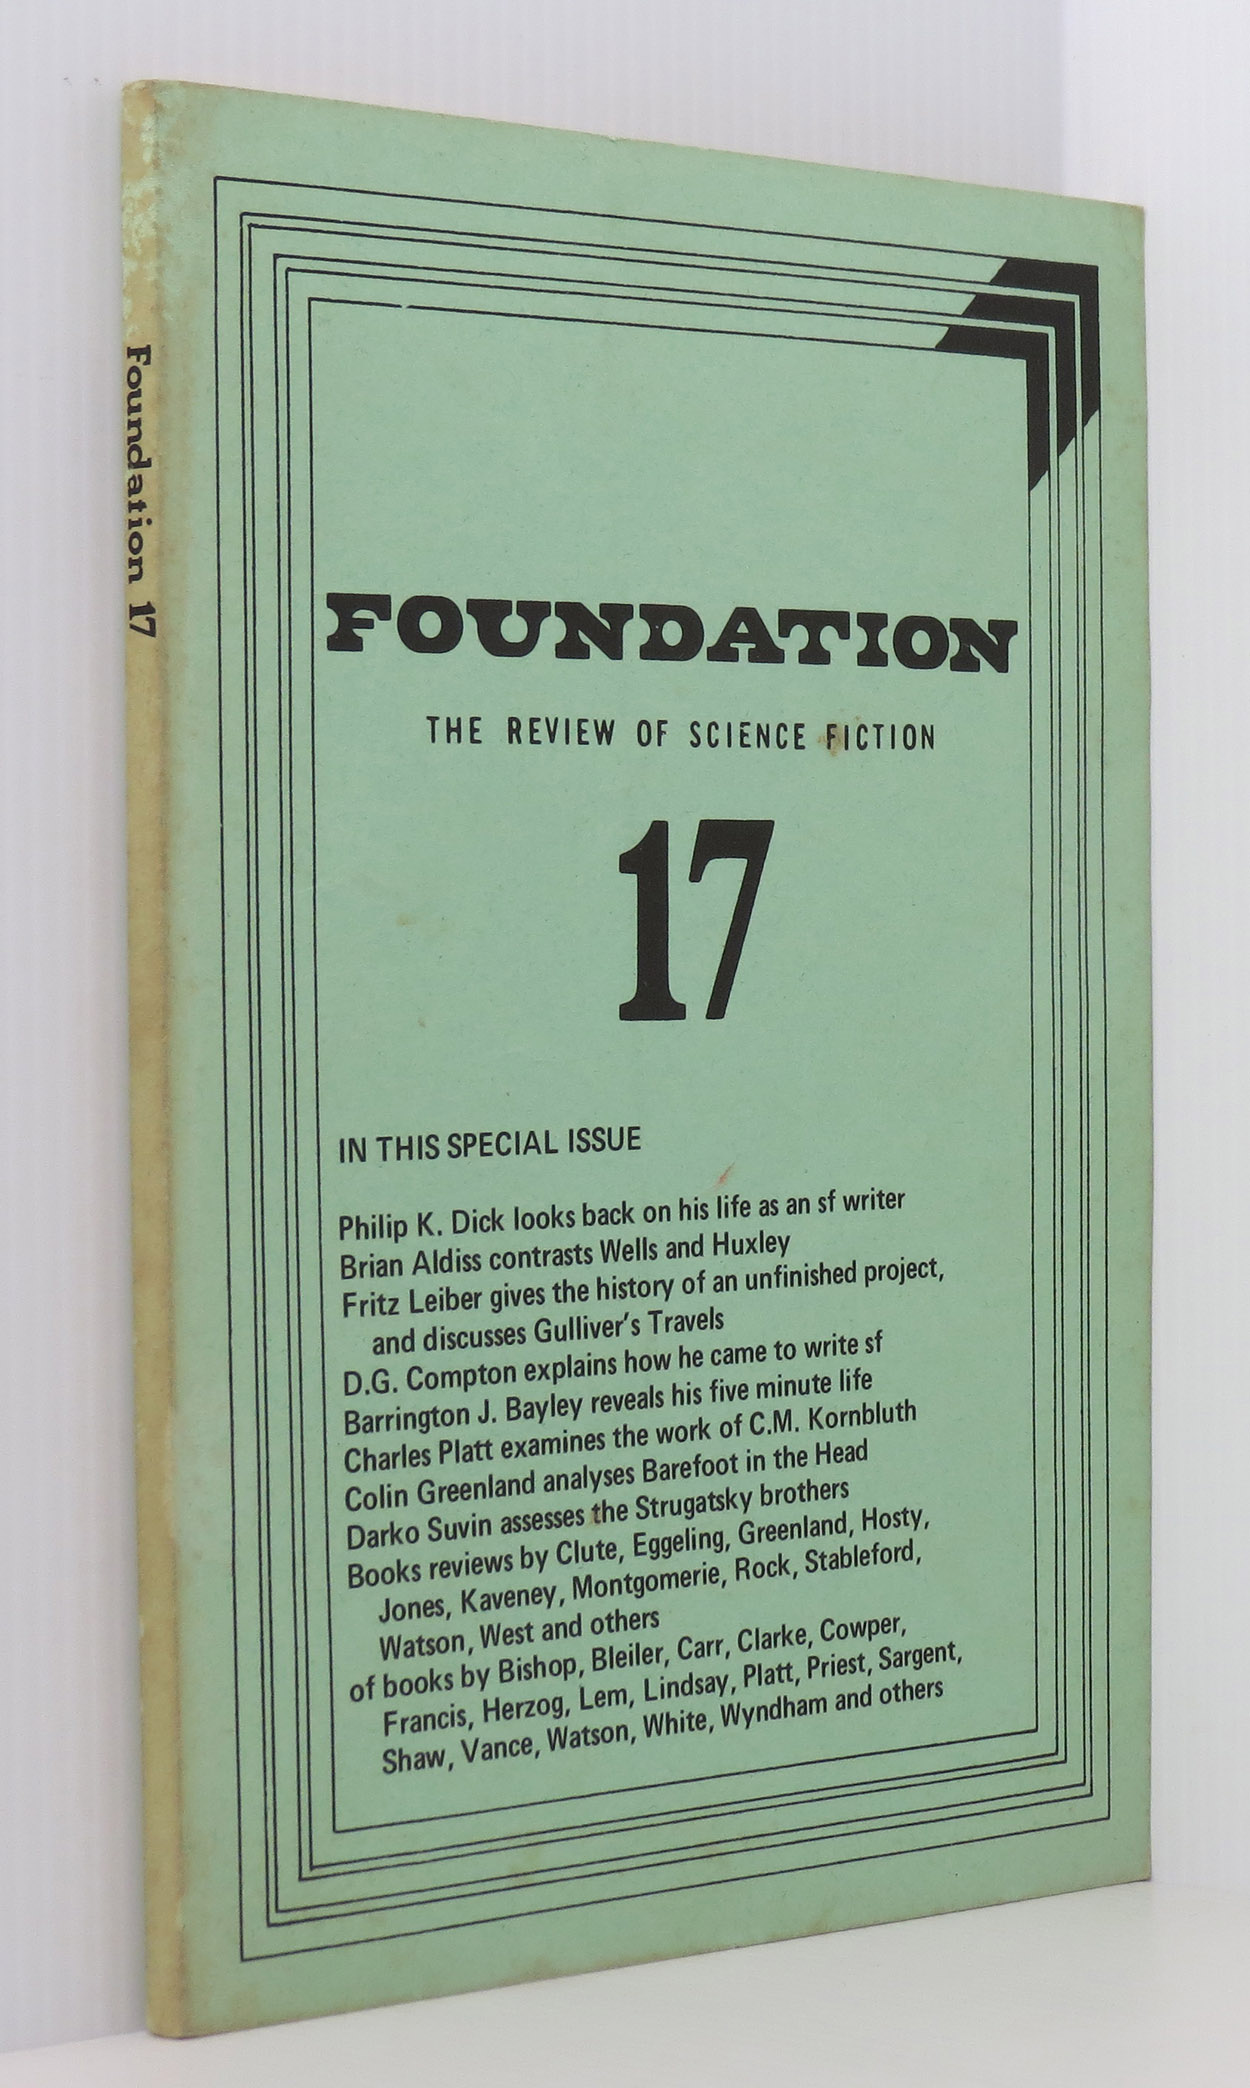 Foundation 17
FOUNDATION
THE REVIEW OF SCIENCE FICTION
17
IN THIS SPECIAL ISSUE
Philip K. Dick looks back on his life as an sf writer
Brian Aldiss contrasts Wells and Huxley
Fritz Leiber gives the history of an unfinished project,
and discusses Gulliver's Travels
D.G. Compton explains how he came to write sf
Barrington J. Bayley reveals his five minute life
Charles Platt examines the work of C.M. Kornbluth
Colin Greenland analyses Barefoot in the Head
Darko Suvin assesses the Strugatsky brothers
Books reviews by Clute, Eggeling, Greenland, Hosty,
Jones, Kaveney, Montgomerie, Rock, Stableford,
Watson, West and others
of books by Bishop, Bleiler, Carr, Clarke, Cowper,
Francis, Herzog, Lem, Lindsay, Platt, Priest, Sargent,
Shaw, Vance, Watson, White, Wyndham and others